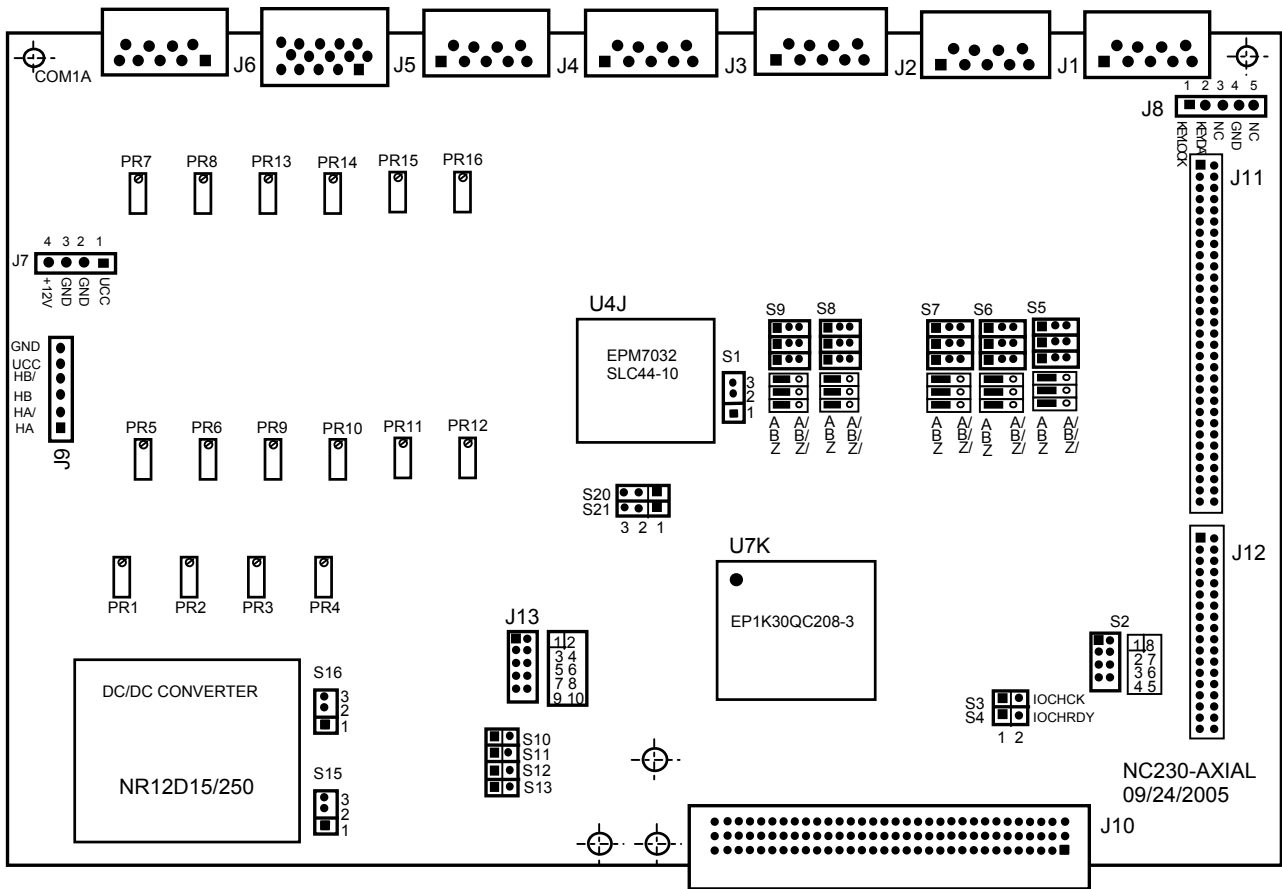 COM1A
J6
J5
J4
J3
J2
J1
J8
1 2 3 4 5
KEYLOCK
KEYDA
NC
GND
NC
J11
PR7 PR8 PR13 PR14 PR15 PR16
J7
4 3 2 1
+12V
GND
GND
UCC
GND
UCC
HB/
HB
HA/
HA
J9
U4J
EPM7032
SLC44-10
S1
3
2
1
S9 S8 S7 S6 S5
A A/ A A/ A A/ A A/ A A/
B B/ B B/ B B/ B B/ B B/
Z Z/ Z Z/ Z Z/ Z Z/ Z Z/
PR5 PR6 PR9 PR10 PR11 PR12
S20
S21
3 2 1
U7K
EP1K30QC208-3
J12
PR1 PR2 PR3 PR4
J13
1 2
3 4
5 6
7 8
9 10
S2
1 8
2 7
3 6
4 5
DC/DC CONVERTER
NR12D15/250
S16
3
2
1
S15
3
2
1
S3 IOCHCK
S4 IOCHRDY
1 2
S10
S11
S12
S13
NC230-AXIAL
09/24/2005
J10